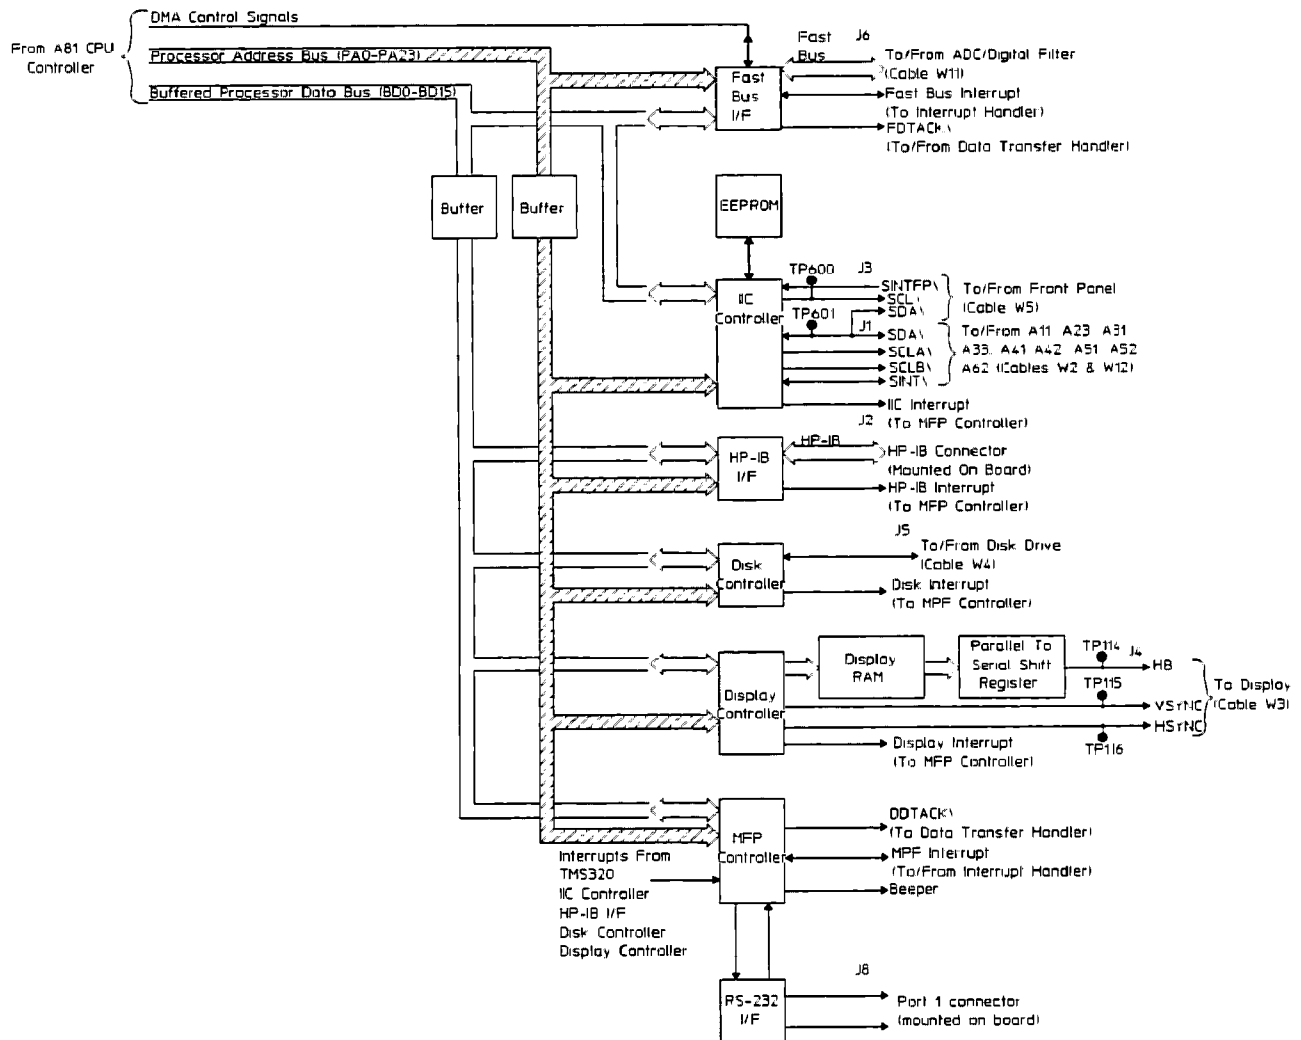 DMA Control Signals
From A81 CPU
Controller
Processor Address Bus (PA0-PA23)
Buffered Processor Data Bus (BD0-BD15)
Fast
Bus
J6
To/From ADC/Digital Filter
(Cable W11)
Fast
Bus
I/F
Fast Bus Interrupt
(To Interrupt Handler)
FDTACK\
(To/From Data Transfer Handler)
Buffer
Buffer
EEPROM
TP600
J3
SINTFP\
SCL\
SDA\
To/From Front Panel
(Cable W5)
IIC
Controller
TP601
J1
SDA\
SCLA\
SCLB\
SINT\
To/From A11 A23 A31
A33, A41 A42 A51 A52
A62 (Cables W2 & W12)
IIC Interrupt
(To MFP Controller)
J2
HP-IB
HP-IB
I/F
HP-IB Connector
(Mounted On Board)
HP-IB Interrupt
(To MFP Controller)
J5
To/From Disk Drive
(Cable W4)
Disk
Controller
Disk Interrupt
(To MPF Controller)
Display
RAM
Parallel To
Serial Shift
Register
TP114
J4
HB
Display
Controller
TP115
VSYNC
HSYNC
To Display
(Cable W3)
TP116
Display Interrupt
(To MFP Controller)
MFP
Controller
DDTACK\
(To Data Transfer Handler)
MPF Interrupt
(To/From Interrupt Handler)
Beeper
Interrupts From
TMS320
IIC Controller
HP-IB I/F
Disk Controller
Display Controller
J8
RS-232
I/F
Port 1 connector
(mounted on board)